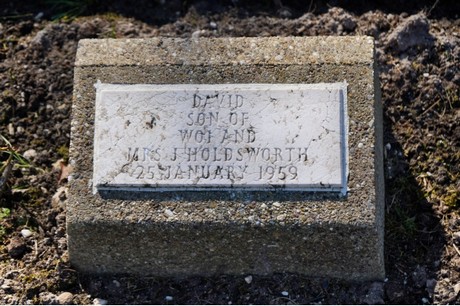 DAVID
SON OF
WO1 AND
MRS J HOLDSWORTH
25 JANUARY 1959